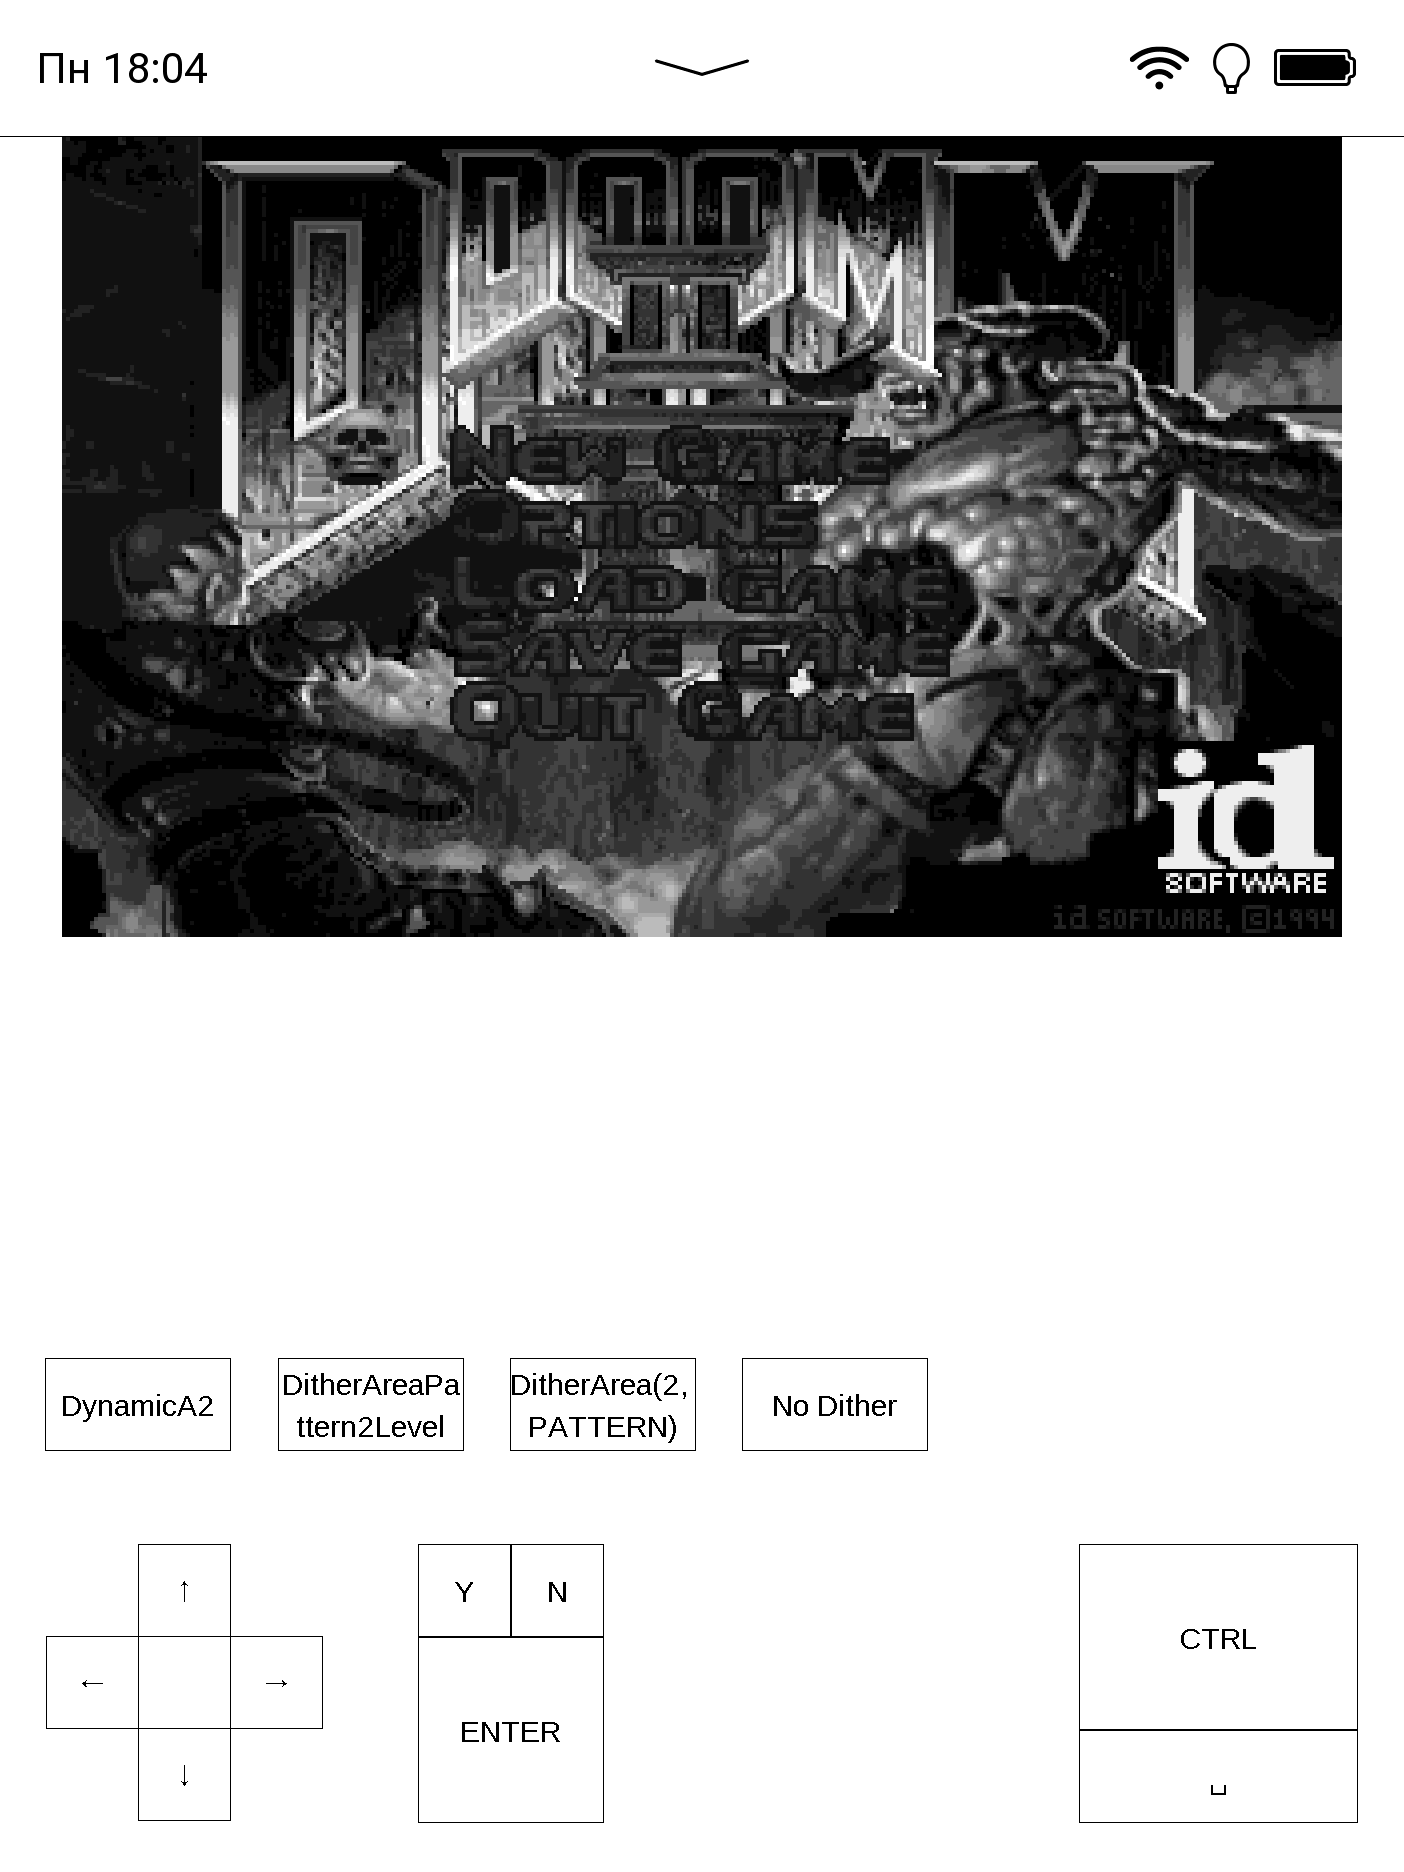 Пн 18:04
DOOM
II
NEW GAME
OPTIONS
LOAD GAME
SAVE GAME
QUIT GAME
id
SOFTWARE
id SOFTWARE, ©1994
DynamicA2
DitherAreaPa
ttern2Level
DitherArea(2,
PATTERN)
No Dither
↑
← →
↓
Y N
ENTER
CTRL
␣